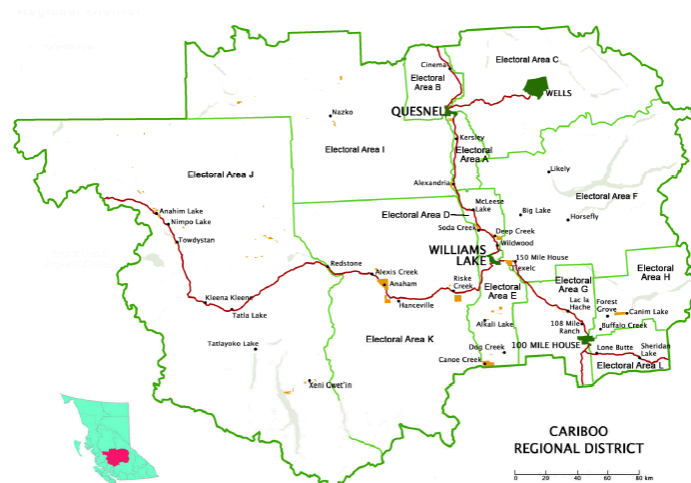 Cinema
Electoral
Area B
Electoral Area C
WELLS
QUESNEL
Nazko
Kersley
Electoral
Area A
Electoral Area I
Likely
Electoral Area J
Alexandria
Electoral Area F
McLeese
Lake
Electoral Area D
Big Lake
Horsefly
Anahim Lake
Nimpo Lake
Soda Creek
Deep Creek
Towdystan
Wildwood
WILLIAMS
LAKE
150 Mile House
Texelc
Redstone
Alexis Creek
Anaham
Riske
Creek
Electoral
Area E
Electoral
Area G
Electoral Area
H
Kleena Kleene
Tatla Lake
Hanceville
Lac la
Hache
Forest
Grove
Canim Lake
Alkali Lake
108 Mile
Ranch
Buffalo Creek
Electoral Area K
Tatlayoko Lake
Dog Creek
100 MILE HOUSE
Lone Butte
Sheridan
Lake
Canoe Creek
Electoral Area L
Xeni Gwet'in
CARIBOO
REGIONAL DISTRICT
0 20 40 60 80 km